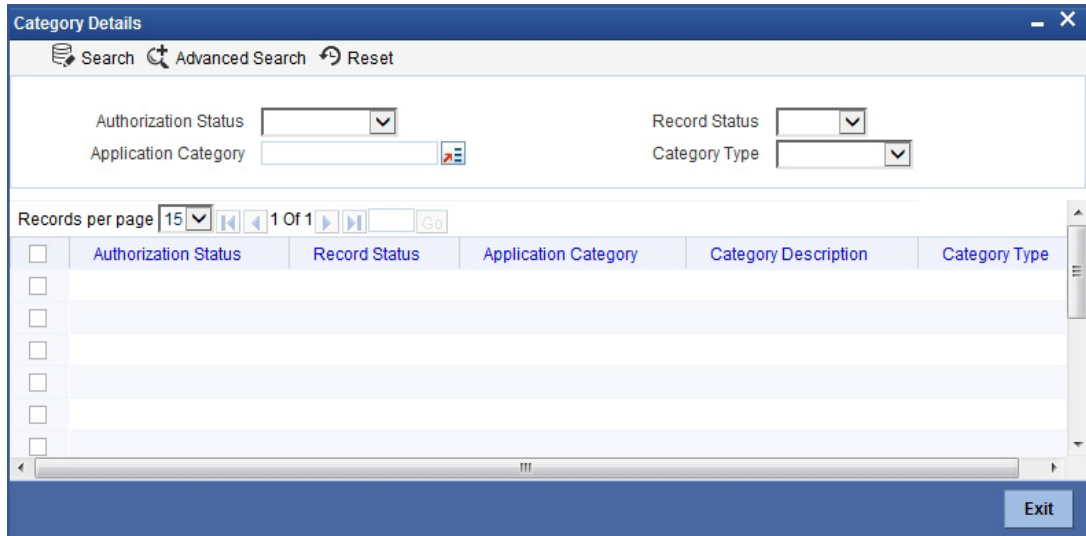 Category Details
Search Advanced Search Reset
Authorization Status Record Status
Application Category Category Type
Records per page 15 1 Of 1 Go
Authorization Status Record Status Application Category Category Description Category Type
Exit